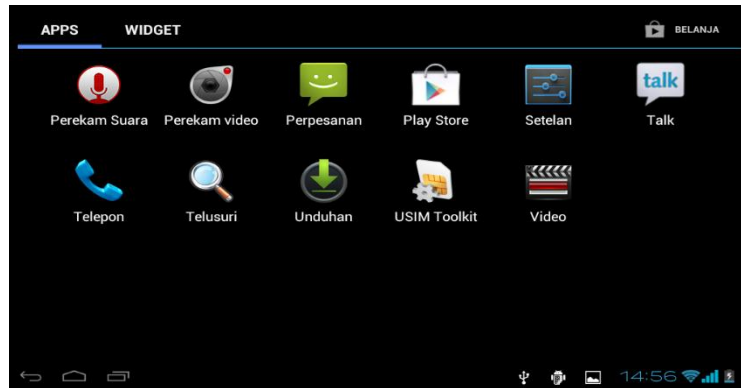 APPS WIDGET BELANJA
talk
Perekam Suara Perekam video Perpesanan Play Store Setelan Talk
Telepon Telusuri Unduhan USIM Toolkit Video
14:56